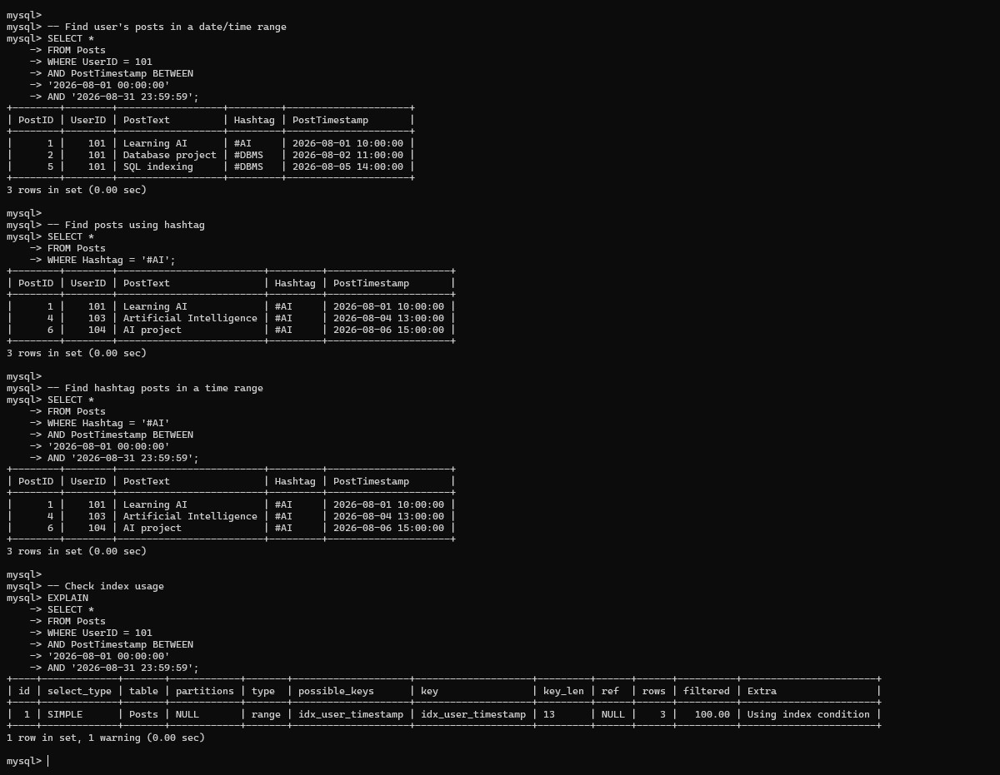 mysql>
mysql> -- Find user's posts in a date/time range
mysql> SELECT *
    -> FROM Posts
    -> WHERE UserID = 101
    -> AND PostTimestamp BETWEEN
    -> '2026-08-01 00:00:00'
    -> AND '2026-08-31 23:59:59';
+--------+--------+------------------+---------+---------------------+
| PostID | UserID | PostText         | Hashtag | PostTimestamp       |
+--------+--------+------------------+---------+---------------------+
|      1 |    101 | Learning AI      | #AI     | 2026-08-01 10:00:00 |
|      2 |    101 | Database project | #DBMS   | 2026-08-02 11:00:00 |
|      5 |    101 | SQL indexing     | #DBMS   | 2026-08-05 14:00:00 |
+--------+--------+------------------+---------+---------------------+
3 rows in set (0.00 sec)

mysql>
mysql> -- Find posts using hashtag
mysql> SELECT *
    -> FROM Posts
    -> WHERE Hashtag = '#AI';
+--------+--------+-------------------------+---------+---------------------+
| PostID | UserID | PostText                | Hashtag | PostTimestamp       |
+--------+--------+-------------------------+---------+---------------------+
|      1 |    101 | Learning AI             | #AI     | 2026-08-01 10:00:00 |
|      4 |    103 | Artificial Intelligence | #AI     | 2026-08-04 13:00:00 |
|      6 |    104 | AI project              | #AI     | 2026-08-06 15:00:00 |
+--------+--------+-------------------------+---------+---------------------+
3 rows in set (0.00 sec)

mysql>
mysql> -- Find hashtag posts in a time range
mysql> SELECT *
    -> FROM Posts
    -> WHERE Hashtag = '#AI'
    -> AND PostTimestamp BETWEEN
    -> '2026-08-01 00:00:00'
    -> AND '2026-08-31 23:59:59';
+--------+--------+-------------------------+---------+---------------------+
| PostID | UserID | PostText                | Hashtag | PostTimestamp       |
+--------+--------+-------------------------+---------+---------------------+
|      1 |    101 | Learning AI             | #AI     | 2026-08-01 10:00:00 |
|      4 |    103 | Artificial Intelligence | #AI     | 2026-08-04 13:00:00 |
|      6 |    104 | AI project              | #AI     | 2026-08-06 15:00:00 |
+--------+--------+-------------------------+---------+---------------------+
3 rows in set (0.00 sec)

mysql>
mysql> -- Check index usage
mysql> EXPLAIN
    -> SELECT *
    -> FROM Posts
    -> WHERE UserID = 101
    -> AND PostTimestamp BETWEEN
    -> '2026-08-01 00:00:00'
    -> AND '2026-08-31 23:59:59';
+----+-------------+-------+------------+-------+--------------------+--------------------+---------+------+------+----------+-----------------------+
| id | select_type | table | partitions | type  | possible_keys      | key                | key_len | ref  | rows | filtered | Extra                 |
+----+-------------+-------+------------+-------+--------------------+--------------------+---------+------+------+----------+-----------------------+
|  1 | SIMPLE      | Posts | NULL       | range | idx_user_timestamp | idx_user_timestamp | 13      | NULL |    3 |   100.00 | Using index condition |
+----+-------------+-------+------------+-------+--------------------+--------------------+---------+------+------+----------+-----------------------+
1 row in set, 1 warning (0.00 sec)

mysql>